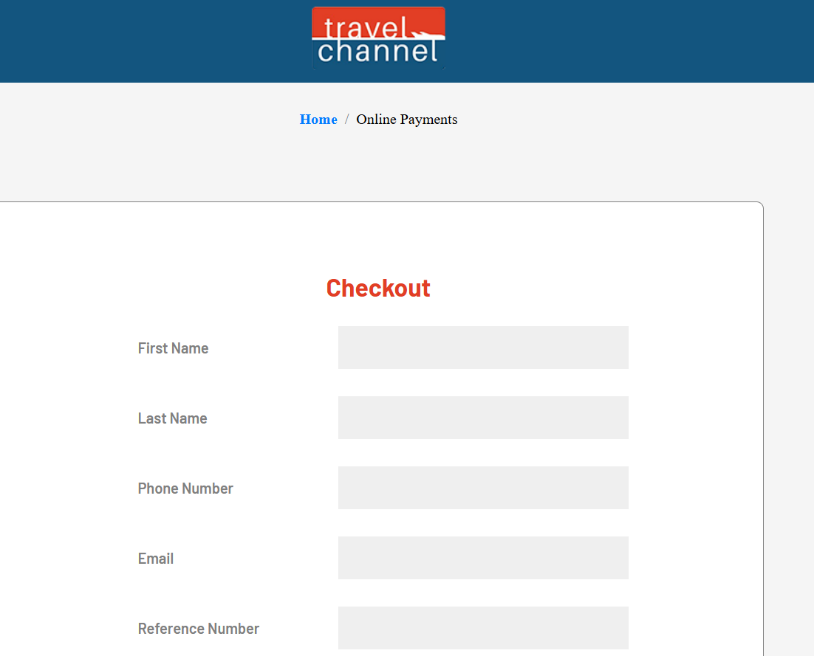 travel
channel
Home / Online Payments
Checkout
First Name
Last Name
Phone Number
Email
Reference Number